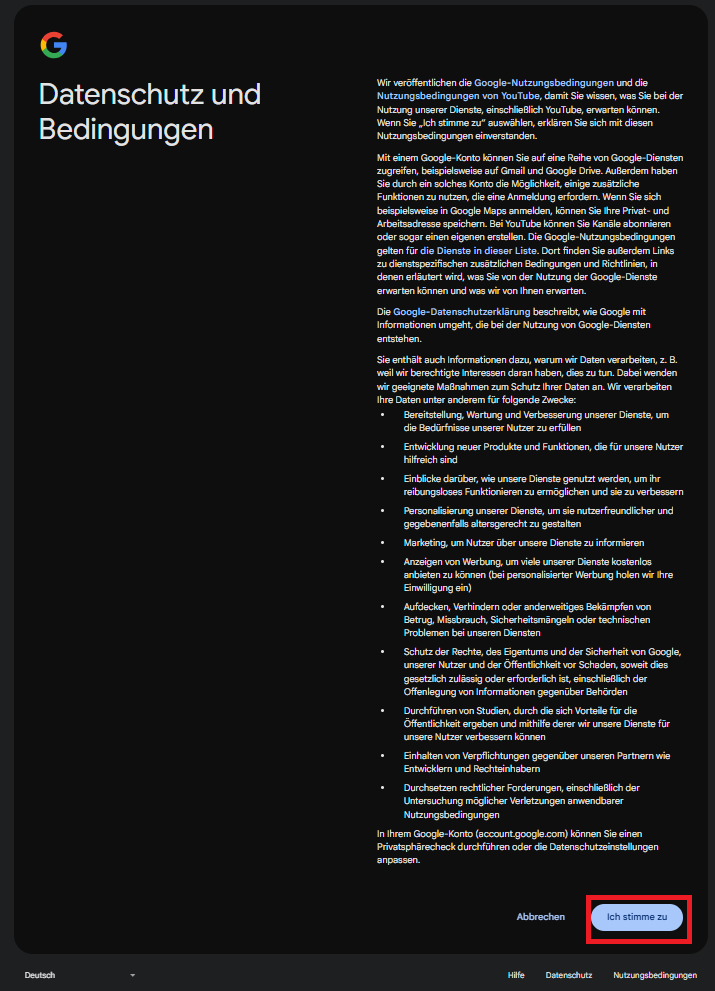 Datenschutz und
Bedingungen
Wir veröffentlichen die Google-Nutzungsbedingungen und die
Nutzungsbedingungen von YouTube, damit Sie wissen, was Sie bei der
Nutzung unserer Dienste, einschließlich YouTube, erwarten können.
Wenn Sie „Ich stimme zu“ auswählen, erklären Sie sich mit diesen
Nutzungsbedingungen einverstanden.
Mit einem Google-Konto können Sie auf eine Reihe von Google-Diensten
zugreifen, beispielsweise auf Gmail und Google Drive. Außerdem haben
Sie durch ein solches Konto die Möglichkeit, einige zusätzliche
Funktionen zu nutzen, die eine Anmeldung erfordern. Wenn Sie sich
beispielsweise in Google Maps anmelden, können Sie Ihre Privat- und
Arbeitsadresse speichern. Bei YouTube können Sie Kanäle abonnieren
oder sogar einen eigenen erstellen. Die Google-Nutzungsbedingungen
gelten für die Dienste in dieser Liste. Dort finden Sie außerdem Links
zu dienstspezifischen zusätzlichen Bedingungen und Richtlinien, in
denen erläutert wird, was Sie von der Nutzung der Google-Dienste
erwarten können und was wir von Ihnen erwarten.
Die Google-Datenschutzerklärung beschreibt, wie Google mit
Informationen umgeht, die bei der Nutzung von Google-Diensten
entstehen.
Sie enthält auch Informationen dazu, warum wir Daten verarbeiten, z. B.
weil wir berechtigte Interessen daran haben, dies zu tun. Dabei wenden
wir geeignete Maßnahmen zum Schutz Ihrer Daten an. Wir verarbeiten
Ihre Daten unter anderem für folgende Zwecke:
• Bereitstellung, Wartung und Verbesserung unserer Dienste, um
die Bedürfnisse unserer Nutzer zu erfüllen
• Entwicklung neuer Produkte und Funktionen, die für unsere Nutzer
hilfreich sind
• Einblicke darüber, wie unsere Dienste genutzt werden, um ihr
reibungsloses Funktionieren zu ermöglichen und sie zu verbessern
• Personalisierung unserer Dienste, um sie nutzerfreundlicher und
gegebenenfalls altersgerecht zu gestalten
• Marketing, um Nutzer über unsere Dienste zu informieren
• Anzeigen von Werbung, um viele unserer Dienste kostenlos
anbieten zu können (bei personalisierter Werbung holen wir Ihre
Einwilligung ein)
• Aufdecken, Verhindern oder anderweitiges Bekämpfen von
Betrug, Missbrauch, Sicherheitsmängeln oder technischen
Problemen bei unseren Diensten
• Schutz der Rechte, des Eigentums und der Sicherheit von Google,
unserer Nutzer und der Öffentlichkeit vor Schaden, soweit dies
gesetzlich zulässig oder erforderlich ist, einschließlich der
Offenlegung von Informationen gegenüber Behörden
• Durchführen von Studien, durch die sich Vorteile für die
Öffentlichkeit ergeben und mithilfe derer wir unsere Dienste für
unsere Nutzer verbessern können
• Einhalten von Verpflichtungen gegenüber unseren Partnern wie
Entwicklern und Rechteinhabern
• Durchsetzen rechtlicher Forderungen, einschließlich der
Untersuchung möglicher Verletzungen anwendbarer
Nutzungsbedingungen
In Ihrem Google-Konto (account.google.com) können Sie einen
Privatsphärecheck durchführen oder die Datenschutzeinstellungen
anpassen.
Abbrechen Ich stimme zu
Deutsch Hilfe Datenschutz Nutzungsbedingungen